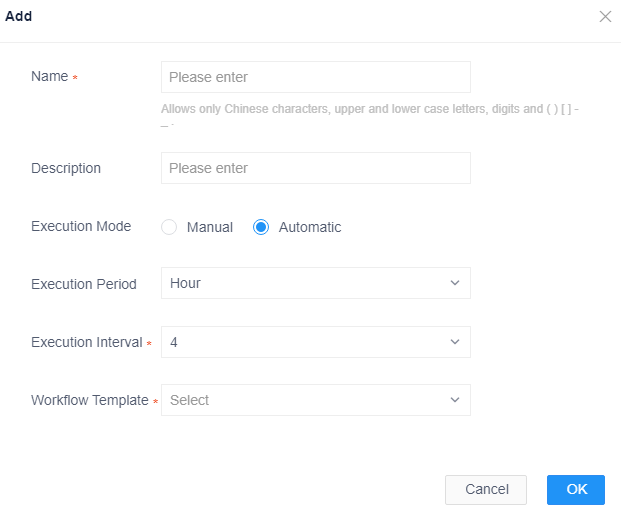 Add
Name *
Please enter
Allows only Chinese characters, upper and lower case letters, digits and ( ) [ ] -
_ .
Description
Please enter
Execution Mode
Manual
Automatic
Execution Period
Hour
Execution Interval *
4
Workflow Template *
Select
Cancel
OK